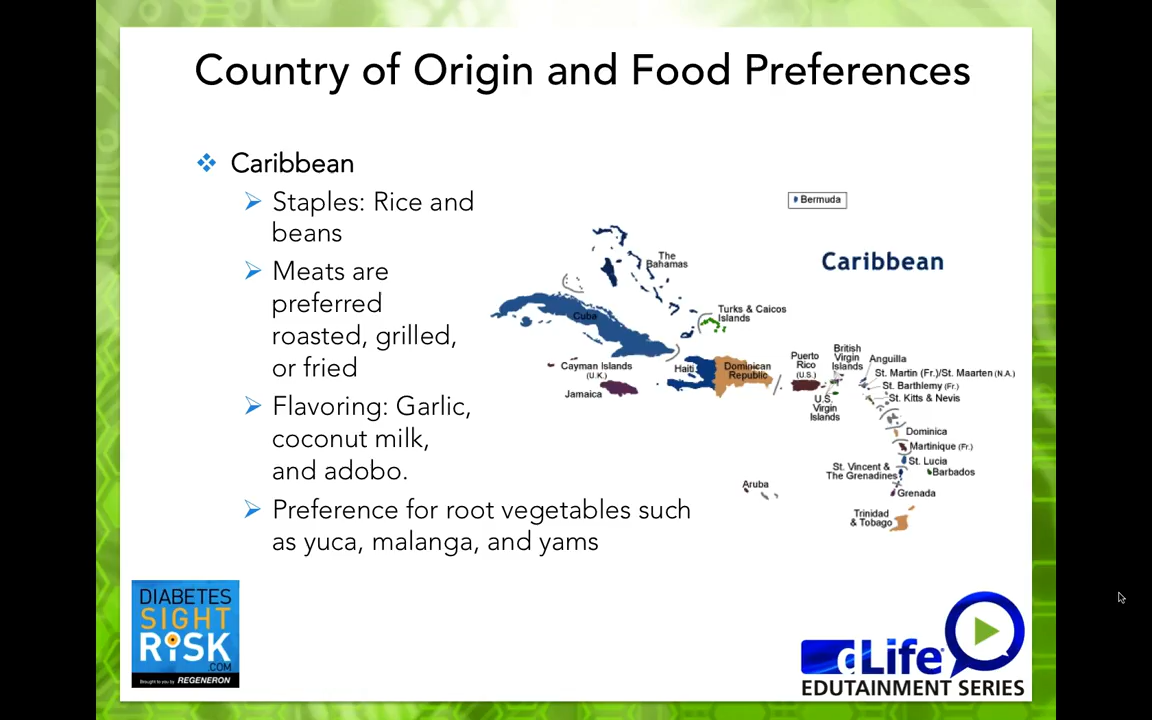 Country of Origin and Food Preferences
Caribbean
Staples: Rice and
beans
Meats are
preferred
roasted, grilled,
or fried
Flavoring: Garlic,
coconut milk,
and adobo.
Preference for root vegetables such
as yuca, malanga, and yams
Bermuda
Caribbean
The
Bahamas
Turks & Caicos
Islands
Cuba
Cayman Islands
(U.K.)
Jamaica
Haiti
Dominican
Republic
Puerto
Rico
(U.S.)
British
Virgin
Islands
U.S.
Virgin
Islands
Anguilla
St. Martin (Fr.)/St. Maarten (N.A.)
St. Barthlemy (Fr.)
St. Kitts & Nevis
Dominica
Martinique (Fr.)
St. Lucia
Barbados
St. Vincent &
The Grenadines
Grenada
Aruba
Trinidad
& Tobago
DIABETES
SIGHT
RISK
.COM
Brought to you by REGENERON
dLife
EDUTAINMENT SERIES